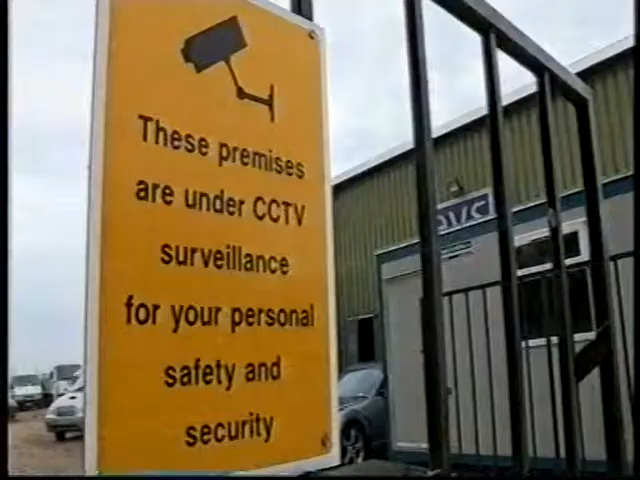 These premises
are under CCTV
surveillance
for your personal
safety and
security